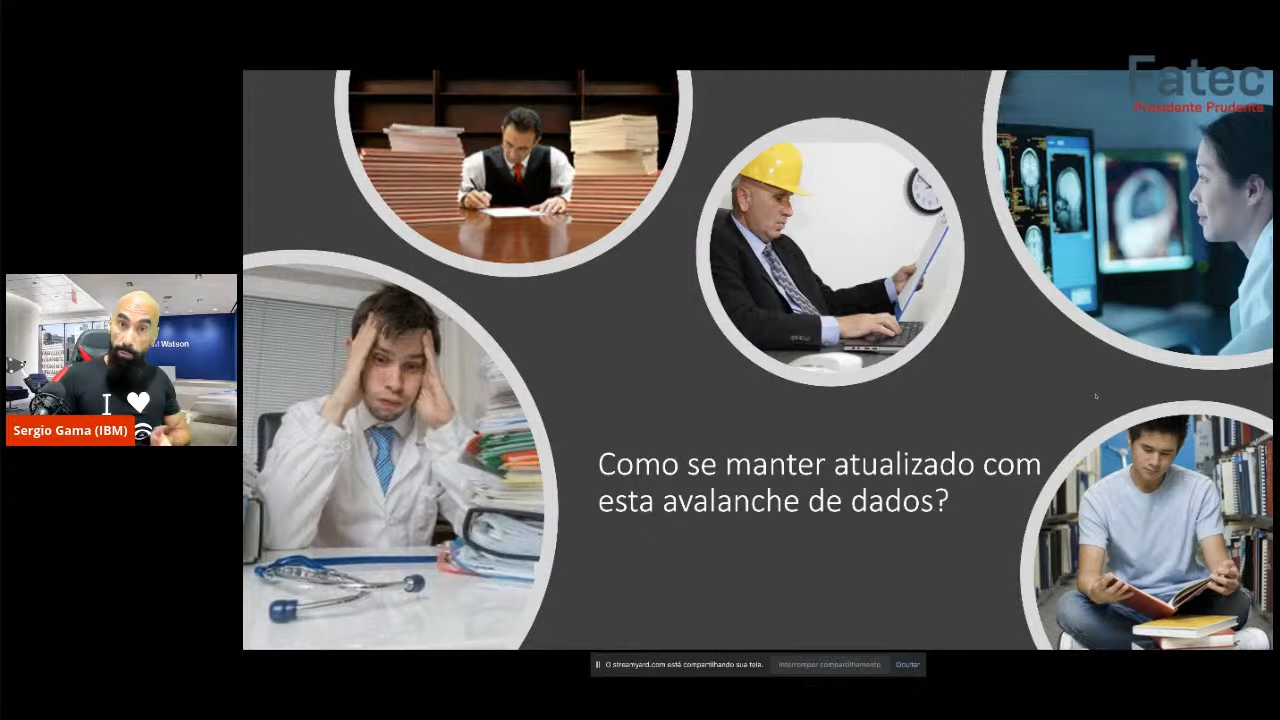 Fatec
Presidente Prudente
M Watson
I
Sergio Gama (IBM)
Como se manter atualizado com
esta avalanche de dados?
O streamyard.com está compartilhando sua tela.
Interromper compartilhamento
Ocultar